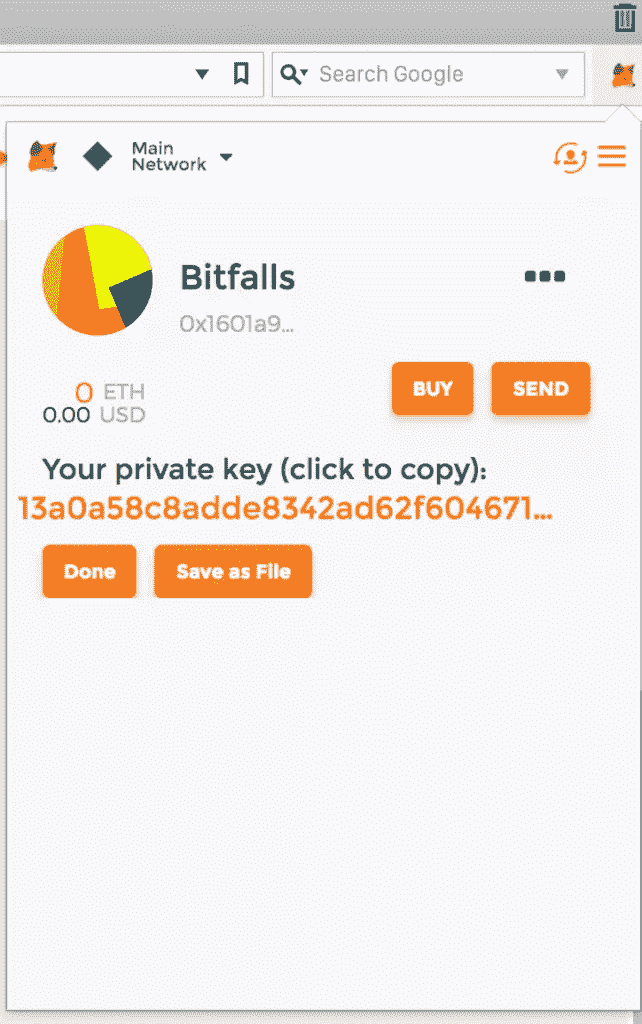 Search Google
Main
Network
Bitfalls
0x1601a9...
0 ETH
0.00 USD
BUY
SEND
Your private key (click to copy):
13a0a58c8adde8342ad62f604671...
Done
Save as File